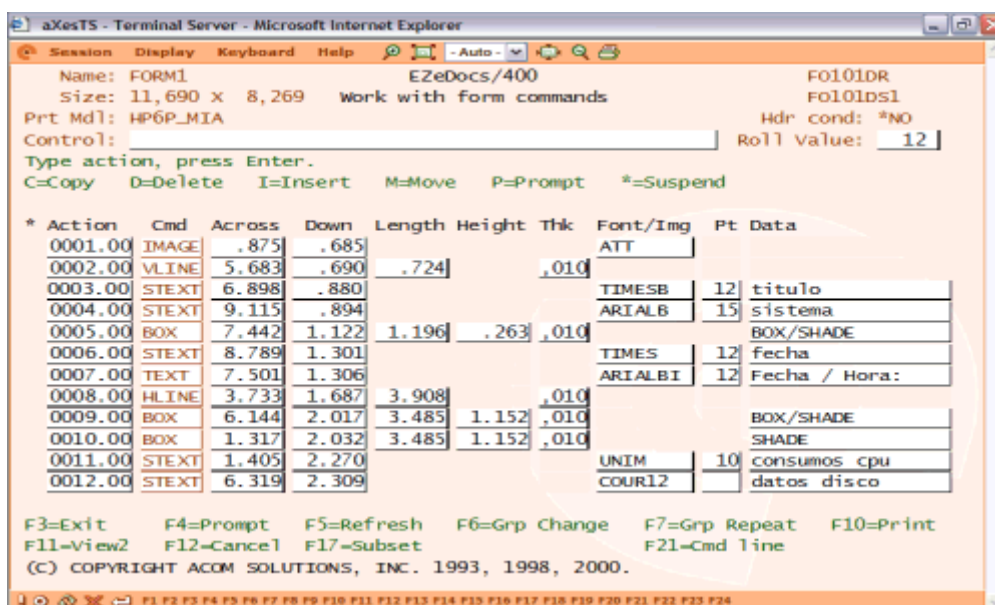 aXesTS - Terminal Server - Microsoft Internet Explorer
Session Display Keyboard Help - Auto -
Name: FORM1 EZeDocs/400 FO101DR
Size: 11,690 x 8,269 Work with form commands FO101DS1
Prt Mdl: HP6P_MIA Hdr cond: *NO
Control: Roll Value: 12
Type action, press Enter.
C=Copy D=Delete I=Insert M=Move P=Prompt *=Suspend
* Action Cmd Across Down Length Height Thk Font/Img Pt Data
0001.00 IMAGE .875 .685 ATT
0002.00 VLINE 5.683 .690 .724 ,010
0003.00 STEXT 6.898 .880 TIMESB 12 titulo
0004.00 STEXT 9.115 .894 ARIALB 15 sistema
0005.00 BOX 7.442 1.122 1.196 .263 ,010 BOX/SHADE
0006.00 STEXT 8.789 1.301 TIMES 12 fecha
0007.00 TEXT 7.501 1.306 ARIALBI 12 Fecha / Hora:
0008.00 HLINE 3.733 1.687 3.908 ,010
0009.00 BOX 6.144 2.017 3.485 1.152 ,010 BOX/SHADE
0010.00 BOX 1.317 2.032 3.485 1.152 ,010 SHADE
0011.00 STEXT 1.405 2.270 UNIM 10 consumos cpu
0012.00 STEXT 6.319 2.309 COUR12 datos disco
F3=Exit F4=Prompt F5=Refresh F6=Grp Change F7=Grp Repeat F10=Print
F11=View2 F12=Cancel F17=Subset F21=Cmd line
(C) COPYRIGHT ACOM SOLUTIONS, INC. 1993, 1998, 2000.
F1 F2 F3 F4 F5 F6 F7 F8 F9 F10 F11 F12 F13 F14 F15 F16 F17 F18 F19 F20 F21 F22 F23 F24